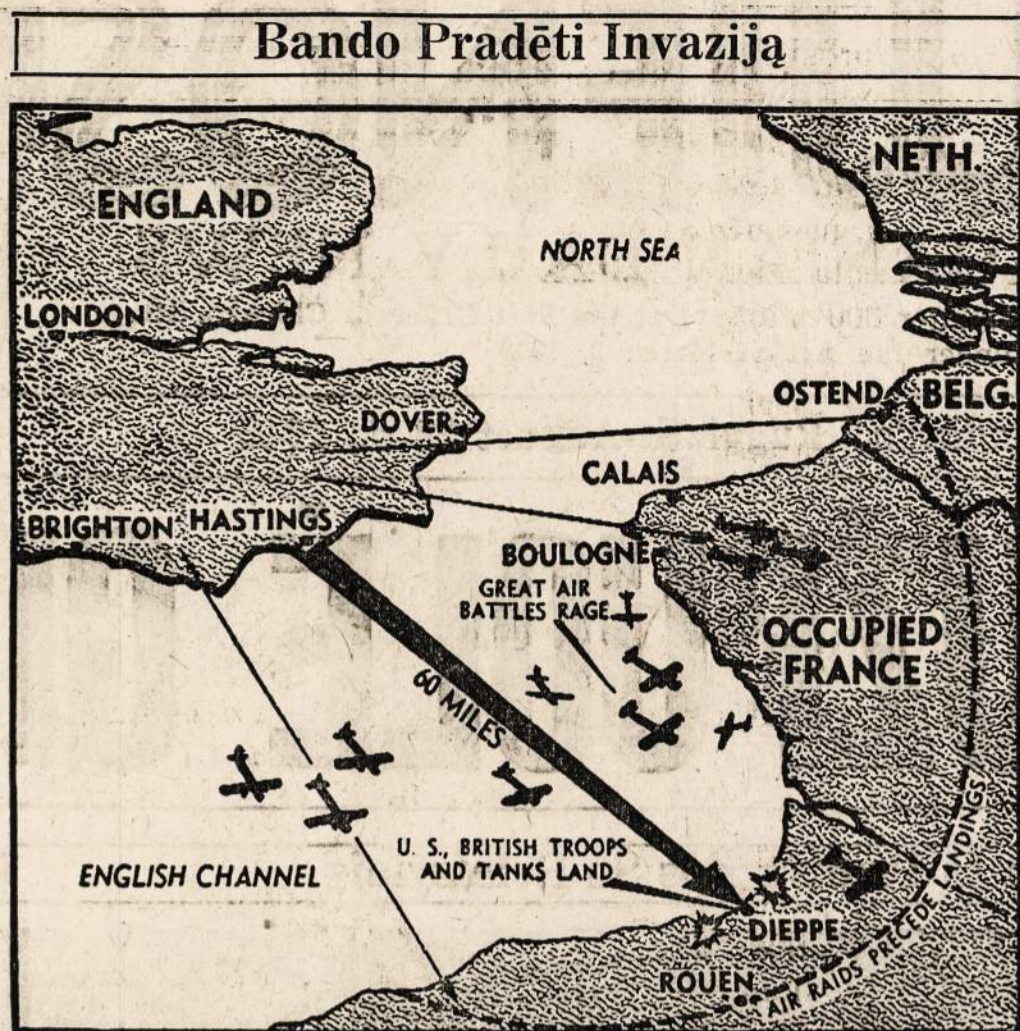 Bando Pradēti Invaziją
ENGLAND
NETH.
NORTH SEA
LONDON
OSTEND
BELG.
DOVER
CALAIS
BRIGHTON
HASTINGS
BOULOGNE
GREAT AIR
BATTLES RAGE
OCCUPIED
FRANCE
60 MILES
U. S., BRITISH TROOPS
AND TANKS LAND
ENGLISH CHANNEL
DIEPPE
ROUEN
AIR RAIDS PRECEDE LANDINGS